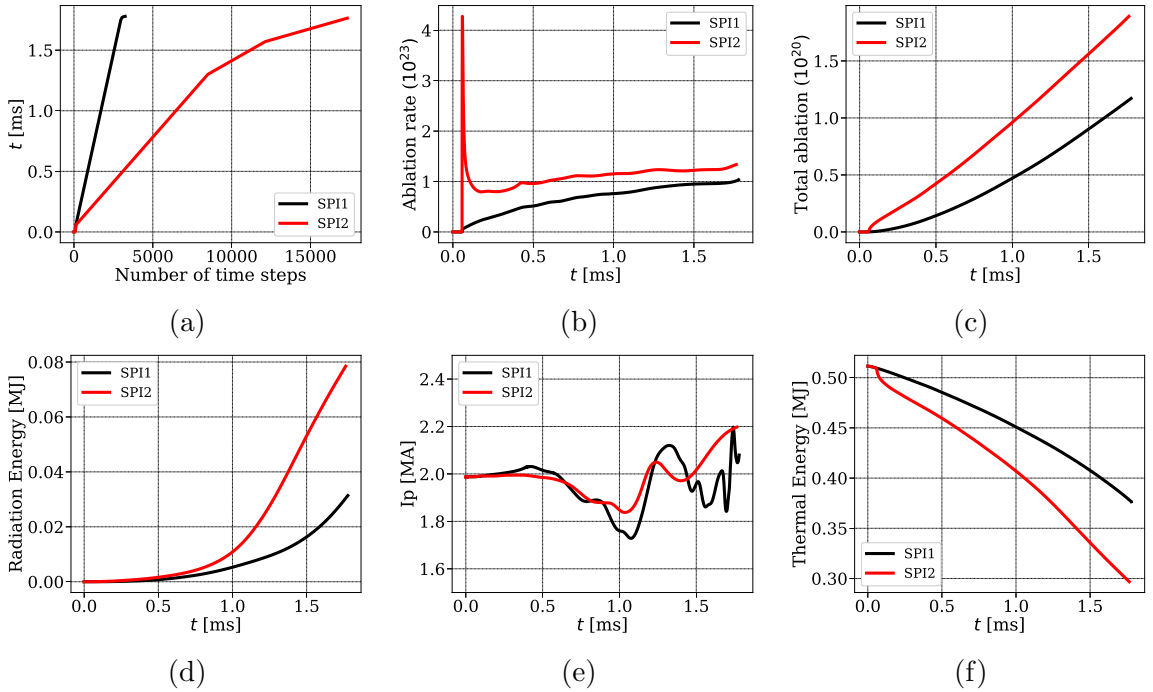 t [ms]
1.5
1.0
0.5
0.0
0 5000 10000 15000
Number of time steps
SPI1
SPI2
(a)
Ablation rate (10^23)
4
3
2
1
0
0.0 0.5 1.0 1.5
t [ms]
SPI1
SPI2
(b)
Total ablation (10^20)
1.5
1.0
0.5
0.0
0.0 0.5 1.0 1.5
t [ms]
SPI1
SPI2
(c)
Radiation Energy [MJ]
0.08
0.06
0.04
0.02
0.00
0.0 0.5 1.0 1.5
t [ms]
SPI1
SPI2
(d)
Ip [MA]
2.4
2.2
2.0
1.8
1.6
0.0 0.5 1.0 1.5
t [ms]
SPI1
SPI2
(e)
Thermal Energy [MJ]
0.50
0.45
0.40
0.35
0.30
0.0 0.5 1.0 1.5
t [ms]
SPI1
SPI2
(f)